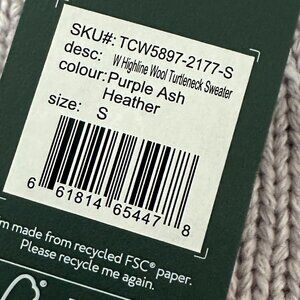 SKU#: TCW5897-2177-S
desc: W Highline Wool Turtleneck Sweater
colour: Purple Ash
Heather
size: S
6 61814 65447 8
m made from recycled FSC® paper.
Please recycle me again.